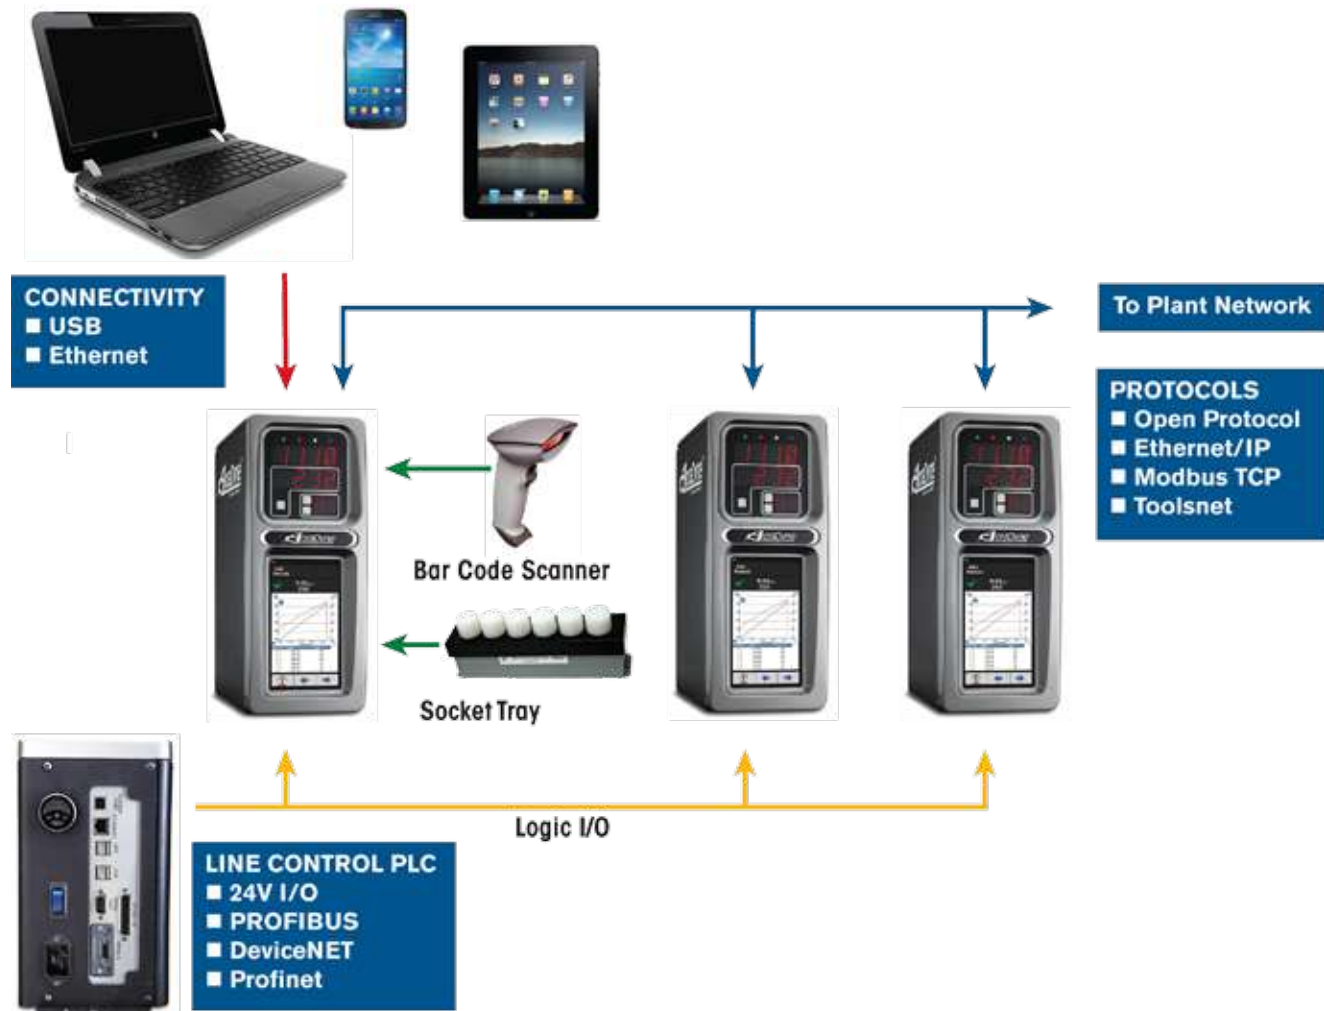 CONNECTIVITY
USB
Ethernet
To Plant Network
PROTOCOLS
Open Protocol
Ethernet/IP
Modbus TCP
Toolsnet
Bar Code Scanner
Socket Tray
Logic I/O
LINE CONTROL PLC
24V I/O
PROFIBUS
DeviceNET
Profinet